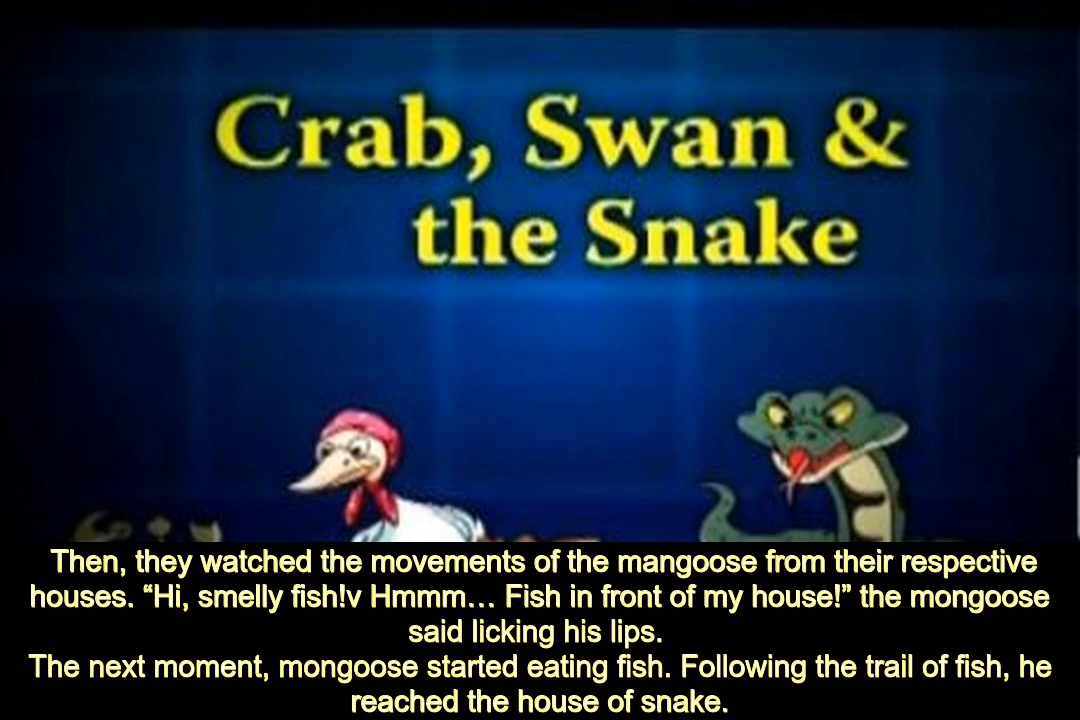 Crab, Swan &
the Snake
Then, they watched the movements of the mangoose from their respective
houses. “Hi, smelly fish!v Hmmm… Fish in front of my house!” the mongoose
said licking his lips.
The next moment, mongoose started eating fish. Following the trail of fish, he
reached the house of snake.